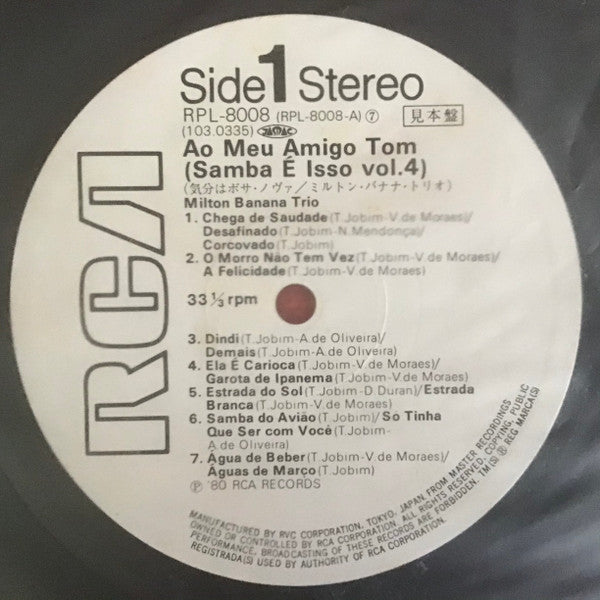 RCA
Side 1 Stereo
RPL-8008 (RPL-8008-A) ⑦ 見本盤
(103.0335) JASRAC
Ao Meu Amigo Tom
(Samba É Isso vol.4)
(気分はボサ・ノヴァ/ミルトン・バナナ・トリオ)
Milton Banana Trio
1. Chega de Saudade (T.Jobim-V.de Moraes)/
Desafinado (T.Jobim-N.Mendonça)/
Corcovado (T.Jobim)
2. O Morro Não Tem Vez (T.Jobim-V.de Moraes)/
A Felicidade (T.Jobim-V.de Moraes)
33 1/3 rpm
3. Dindi (T.Jobim-A.de Oliveira)/
Demais (T.Jobim-A.de Oliveira)
4. Ela É Carioca (T.Jobim-V.de Moraes)/
Garota de Ipanema (T.Jobim-V.de Moraes)
5. Estrada do Sol (T.Jobim-D Duran)/Estrada
Branca (T.Jobim-V.de Moraes)
6. Samba do Avião (T.Jobim)/Só Tinha
Que Ser com Você (T.Jobim-
A.de Oliveira)
7. Água de Beber (T.Jobim-V.de Moraes)/
Águas de Março (T.Jobim)
℗ '80 RCA RECORDS
MANUFACTURED BY RVC CORPORATION, TOKYO, JAPAN, FROM MASTER RECORDINGS
OWNED OR CONTROLLED BY RCA CORPORATION. ALL RIGHTS RESERVED. COPYING, PUBLIC
PERFORMANCE, BROADCASTING OF THESE RECORDS ARE FORBIDDEN. TM(S) ® REG MARCA(S)
REGISTRADA(S) USED BY AUTHORITY OF RCA CORPORATION.